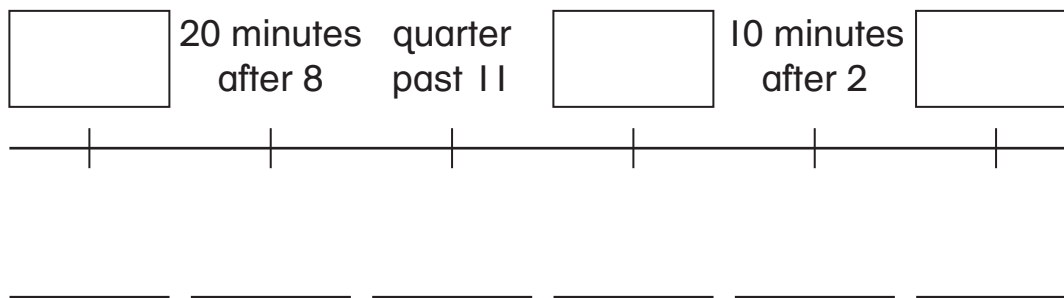 20 minutes quarter 10 minutes
after 8 past 11 after 2